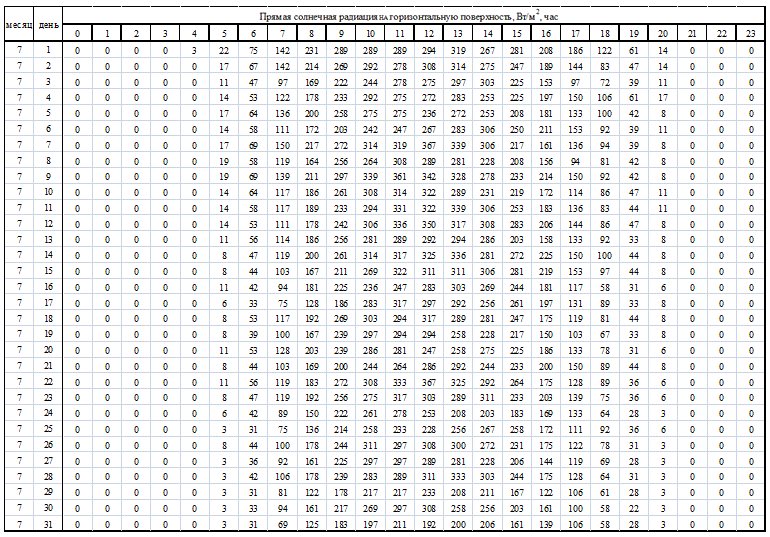 Прямая солнечная радиация на горизонтальную поверхность, Вт/м2, час
месяц день 0 1 2 3 4 5 6 7 8 9 10 11 12 13 14 15 16 17 18 19 20 21 22 23
7 1 0 0 0 0 3 22 75 142 231 289 289 289 294 319 267 281 208 186 122 61 14 0 0 0
7 2 0 0 0 0 0 17 67 142 214 269 292 278 308 314 275 247 189 144 83 47 14 0 0 0
7 3 0 0 0 0 0 11 47 97 169 222 244 278 275 297 303 225 153 97 72 39 11 0 0 0
7 4 0 0 0 0 0 14 53 122 178 233 292 275 272 283 253 225 197 150 106 61 17 0 0 0
7 5 0 0 0 0 0 17 64 136 200 258 275 275 236 272 253 208 181 133 100 42 8 0 0 0
7 6 0 0 0 0 0 14 58 111 172 203 242 247 267 283 306 250 211 153 92 39 11 0 0 0
7 7 0 0 0 0 0 17 69 150 217 272 314 319 367 339 306 217 161 136 94 39 8 0 0 0
7 8 0 0 0 0 0 19 58 119 164 256 264 308 289 281 228 208 156 94 81 42 8 0 0 0
7 9 0 0 0 0 0 19 69 139 211 297 339 361 342 328 278 233 214 150 92 42 8 0 0 0
7 10 0 0 0 0 0 14 64 117 186 261 308 314 322 289 231 219 172 114 86 47 11 0 0 0
7 11 0 0 0 0 0 14 58 117 189 233 294 331 322 339 306 253 183 136 83 44 11 0 0 0
7 12 0 0 0 0 0 14 53 111 178 242 306 336 350 317 308 283 206 144 86 47 8 0 0 0
7 13 0 0 0 0 0 11 56 114 186 256 281 289 292 294 286 203 158 133 92 33 8 0 0 0
7 14 0 0 0 0 0 8 47 119 200 261 314 317 325 336 281 272 225 150 100 44 8 0 0 0
7 15 0 0 0 0 0 8 44 103 167 211 269 322 311 311 306 281 219 153 97 44 8 0 0 0
7 16 0 0 0 0 0 11 42 94 181 225 236 247 283 303 269 244 181 117 58 31 6 0 0 0
7 17 0 0 0 0 0 6 33 75 128 186 283 317 297 292 256 261 197 131 89 33 8 0 0 0
7 18 0 0 0 0 0 8 53 117 192 269 303 294 317 289 281 247 175 119 81 44 8 0 0 0
7 19 0 0 0 0 0 8 39 100 167 239 297 294 294 258 228 217 150 103 67 33 8 0 0 0
7 20 0 0 0 0 0 11 53 128 203 239 286 281 247 258 275 225 186 133 78 31 6 0 0 0
7 21 0 0 0 0 0 8 44 103 169 200 244 264 286 292 244 233 200 150 89 44 8 0 0 0
7 22 0 0 0 0 0 11 56 119 183 272 308 333 367 325 292 264 175 128 89 36 6 0 0 0
7 23 0 0 0 0 0 8 47 119 192 256 275 317 303 289 311 233 203 139 75 36 6 0 0 0
7 24 0 0 0 0 0 6 42 89 150 222 261 278 253 208 203 183 169 133 64 28 3 0 0 0
7 25 0 0 0 0 0 3 31 75 136 214 258 233 228 256 267 258 172 111 92 36 6 0 0 0
7 26 0 0 0 0 0 8 44 100 178 244 311 297 308 300 272 231 175 122 78 31 3 0 0 0
7 27 0 0 0 0 0 3 36 92 161 225 297 297 289 281 228 206 144 119 69 28 3 0 0 0
7 28 0 0 0 0 0 3 42 106 178 239 283 289 311 333 303 244 175 128 64 31 3 0 0 0
7 29 0 0 0 0 0 3 31 81 122 178 217 217 233 208 211 167 122 106 61 28 3 0 0 0
7 30 0 0 0 0 0 3 33 94 161 217 269 297 308 258 256 203 161 100 58 22 3 0 0 0
7 31 0 0 0 0 0 3 31 69 125 183 197 211 192 200 206 161 139 106 58 28 3 0 0 0